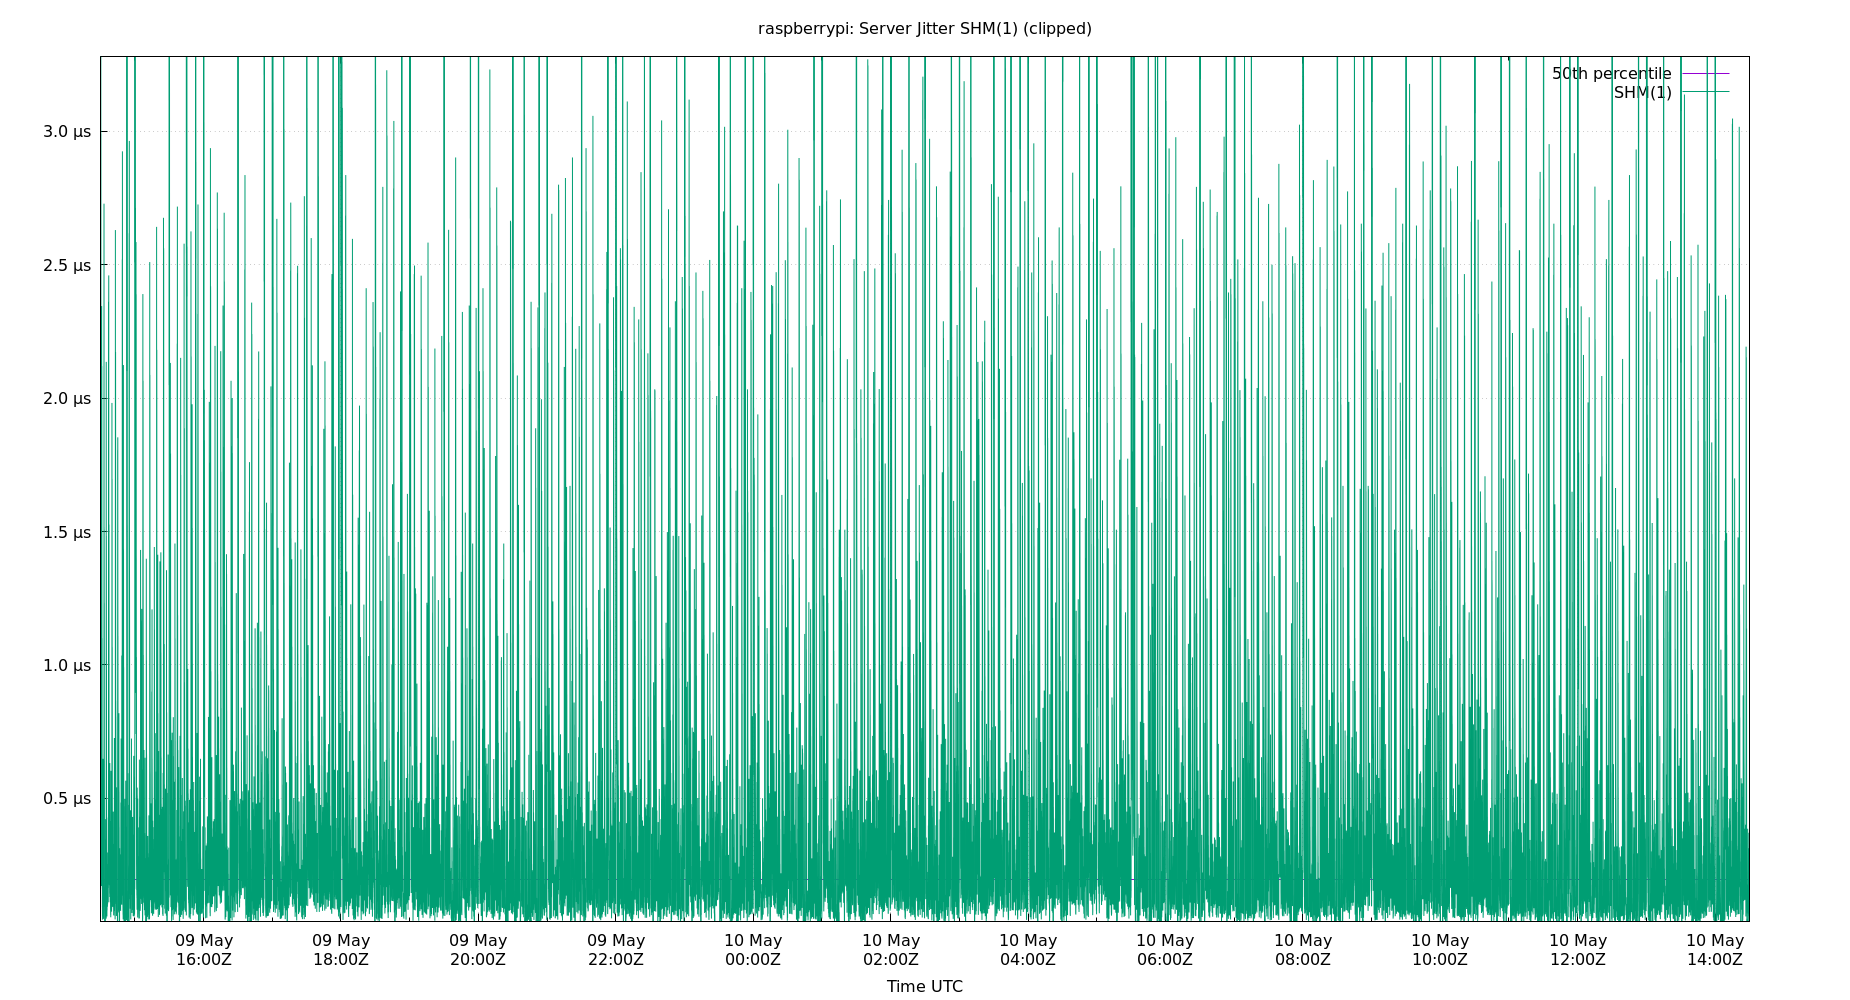 raspberrypi: Server Jitter SHM(1) (clipped)
50th percentile
SHM(1)
3.0 µs
2.5 µs
2.0 µs
1.5 µs
1.0 µs
0.5 µs
09 May 09 May 09 May 09 May 10 May 10 May 10 May 10 May 10 May 10 May 10 May 10 May
16:00Z 18:00Z 20:00Z 22:00Z 00:00Z 02:00Z 04:00Z 06:00Z 08:00Z 10:00Z 12:00Z 14:00Z
Time UTC